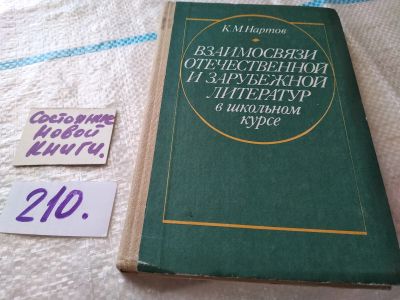 К. М. Нартов
ВЗАИМОСВЯЗИ
ОТЕЧЕСТВЕННОЙ
И ЗАРУБЕЖНОЙ
ЛИТЕРАТУР
в школьном
курсе
Состояние
новой
книги.
210.